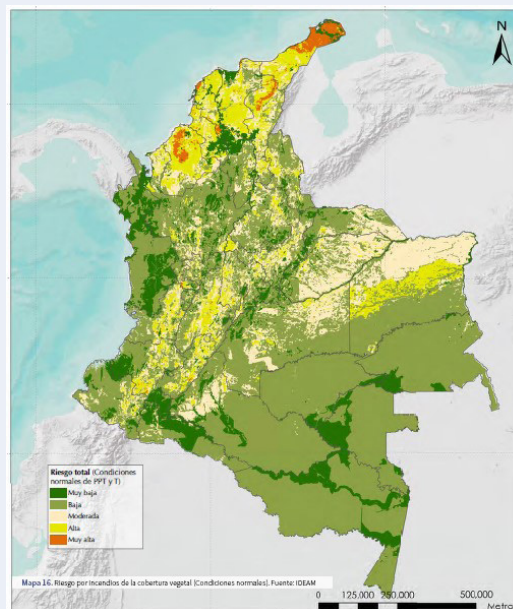 N
Riesgo total (Condiciones
normales de PPT y T)
Muy baja
Baja
Moderada
Alta
Muy alta
Mapa 16. Riesgo por incendios de la cobertura vegetal (Condiciones normales). Fuente: IDEAM
0 125.000 250.000 500.000
Metro